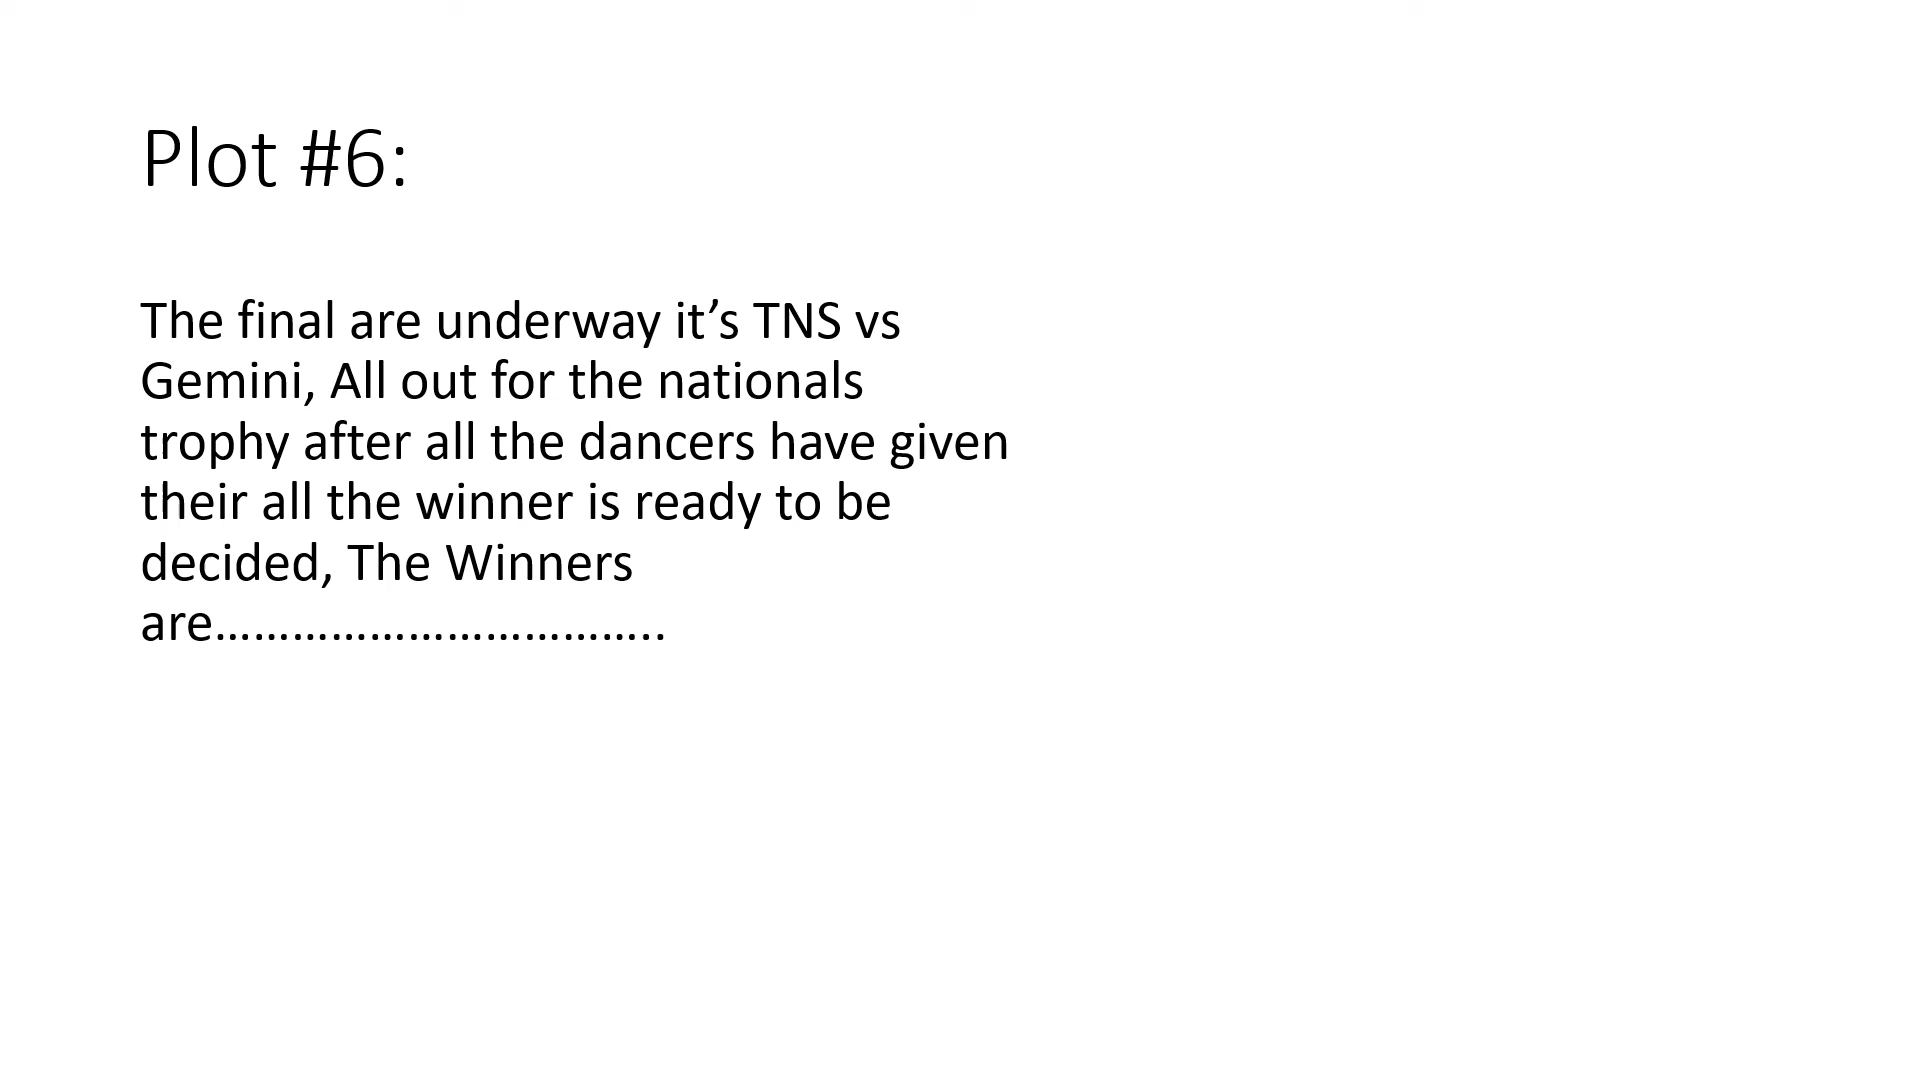 Plot #6:
The final are underway it’s TNS vs
Gemini, All out for the nationals
trophy after all the dancers have given
their all the winner is ready to be
decided, The Winners
are………………………………..